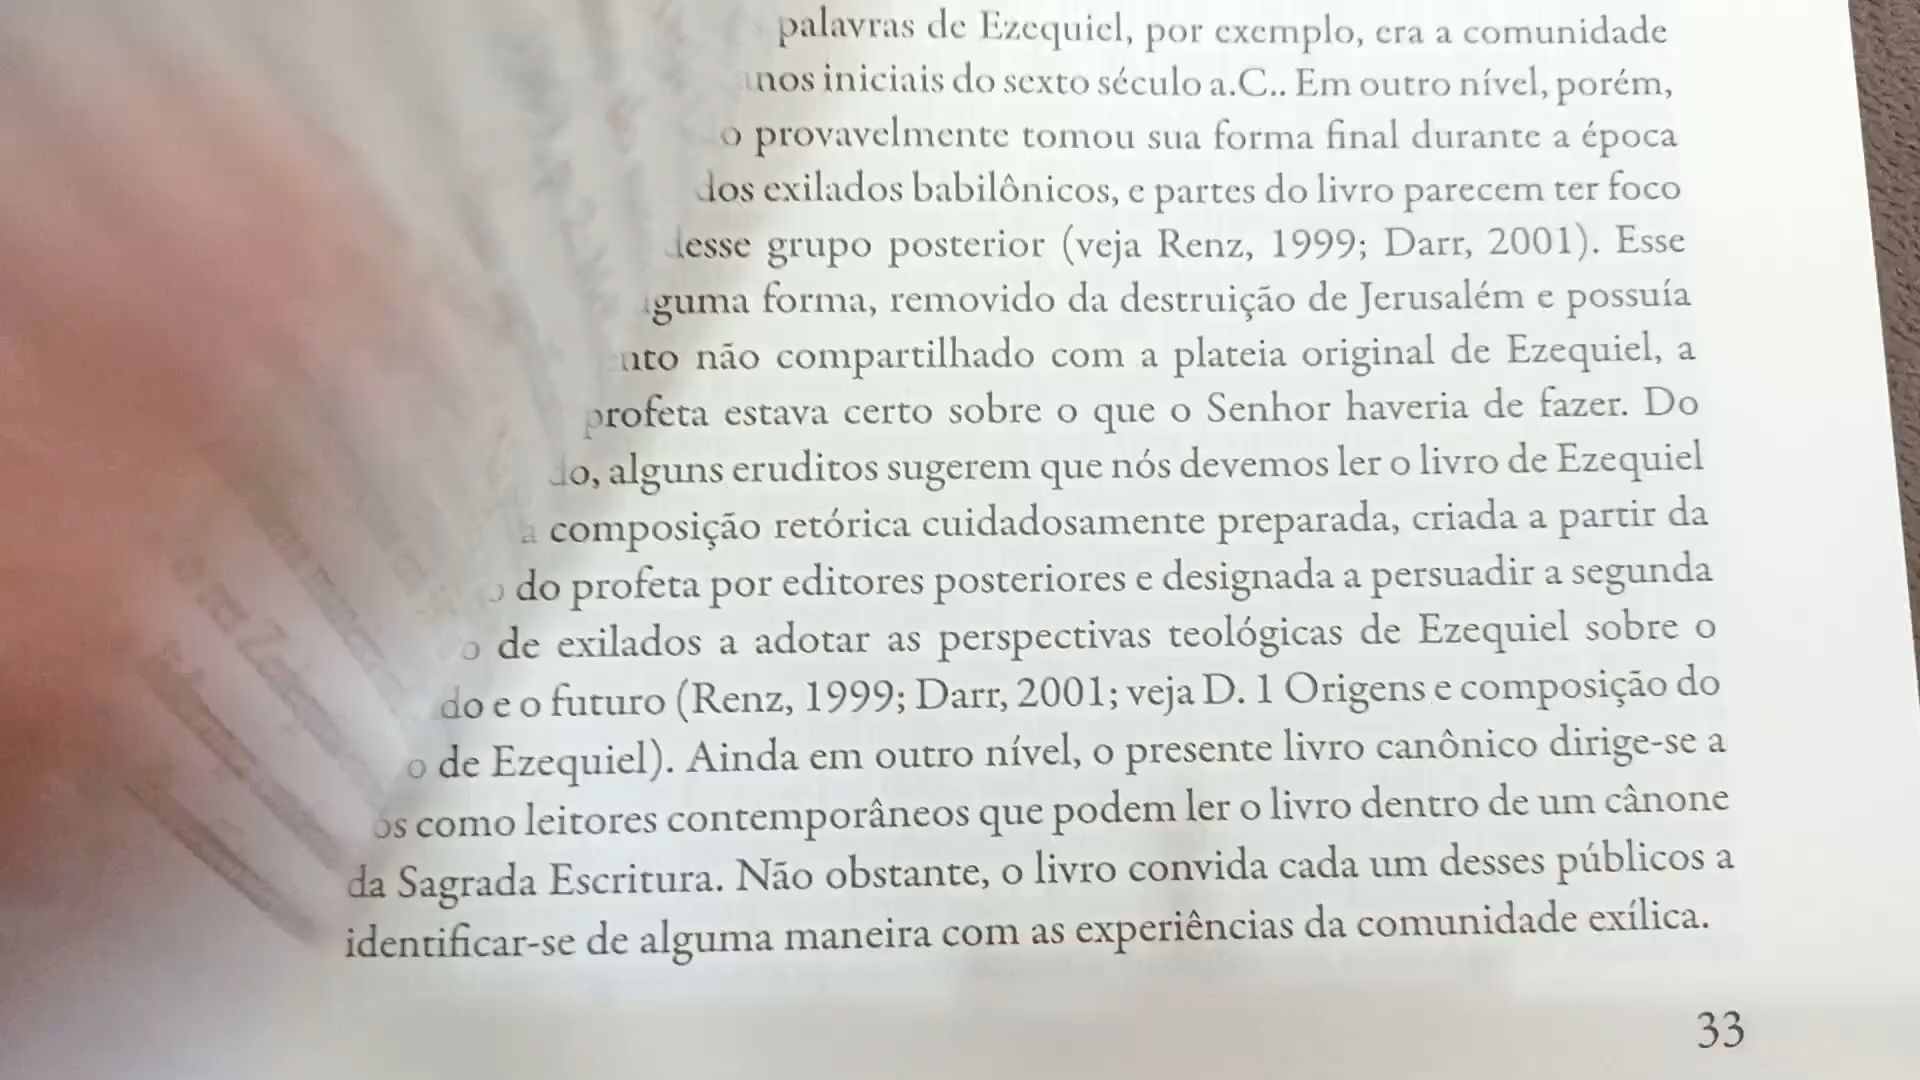 palavras de Ezequiel, por exemplo, era a comunidade
iniciais do sexto século a.C.. Em outro nível, porém,
provavelmente tomou sua forma final durante a época
dos exilados babilônicos, e partes do livro parecem ter foco
grupo posterior (veja Renz, 1999; Darr, 2001). Esse
forma, removido da destruição de Jerusalém e possuía
não compartilhado com a plateia original de Ezequiel, a
profeta estava certo sobre o que o Senhor haveria de fazer. Do
alguns eruditos sugerem que nós devemos ler o livro de Ezequiel
composição retórica cuidadosamente preparada, criada a partir da
do profeta por editores posteriores e designada a persuadir a segunda
de exilados a adotar as perspectivas teológicas de Ezequiel sobre o
e o futuro (Renz, 1999; Darr, 2001; veja D. 1 Origens e composição do
de Ezequiel). Ainda em outro nível, o presente livro canônico dirige-se a
como leitores contemporâneos que podem ler o livro dentro de um cânone
da Sagrada Escritura. Não obstante, o livro convida cada um desses públicos a
identificar-se de alguma maneira com as experiências da comunidade exílica.
33